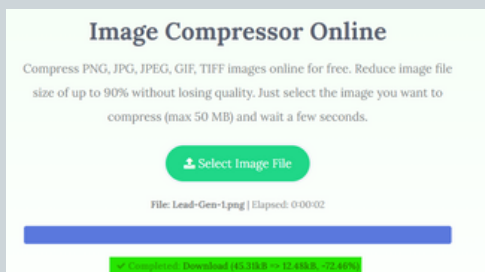 Image Compressor Online
Compress PNG, JPG, JPEG, GIF, TIFF images online for free. Reduce image file
size of up to 90% without losing quality. Just select the image you want to
compress (max 50 MB) and wait a few seconds.
Select Image File
File: Lead-Gen-1.png | Elapsed: 0:00:02
✓ Completed: Download (45.31kB => 12.48kB, -72.46%)